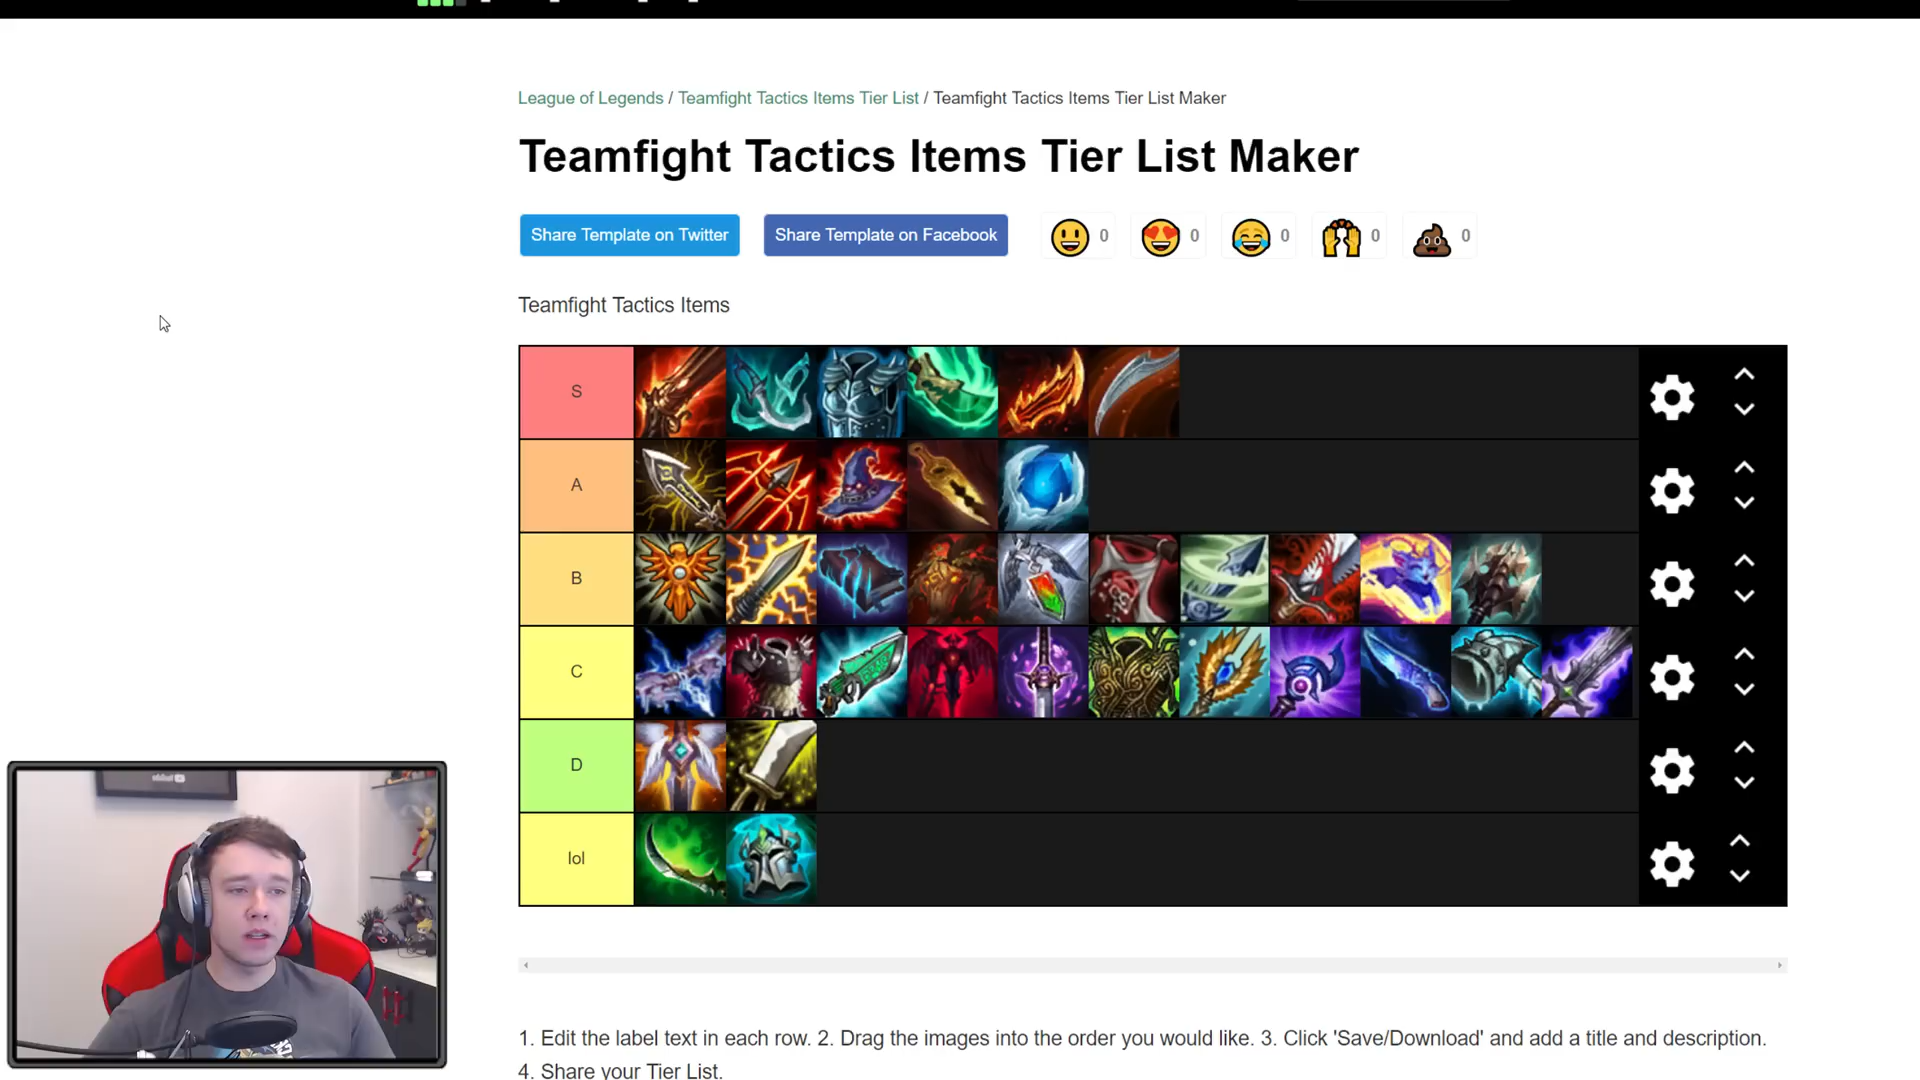 League of Legends / Teamfight Tactics Items Tier List / Teamfight Tactics Items Tier List Maker
Teamfight Tactics Items Tier List Maker
Share Template on Twitter
Share Template on Facebook
0
0
0
0
0
Teamfight Tactics Items
S
A
B
C
D
lol
1. Edit the label text in each row. 2. Drag the images into the order you would like. 3. Click 'Save/Download' and add a title and description.
4. Share your Tier List.